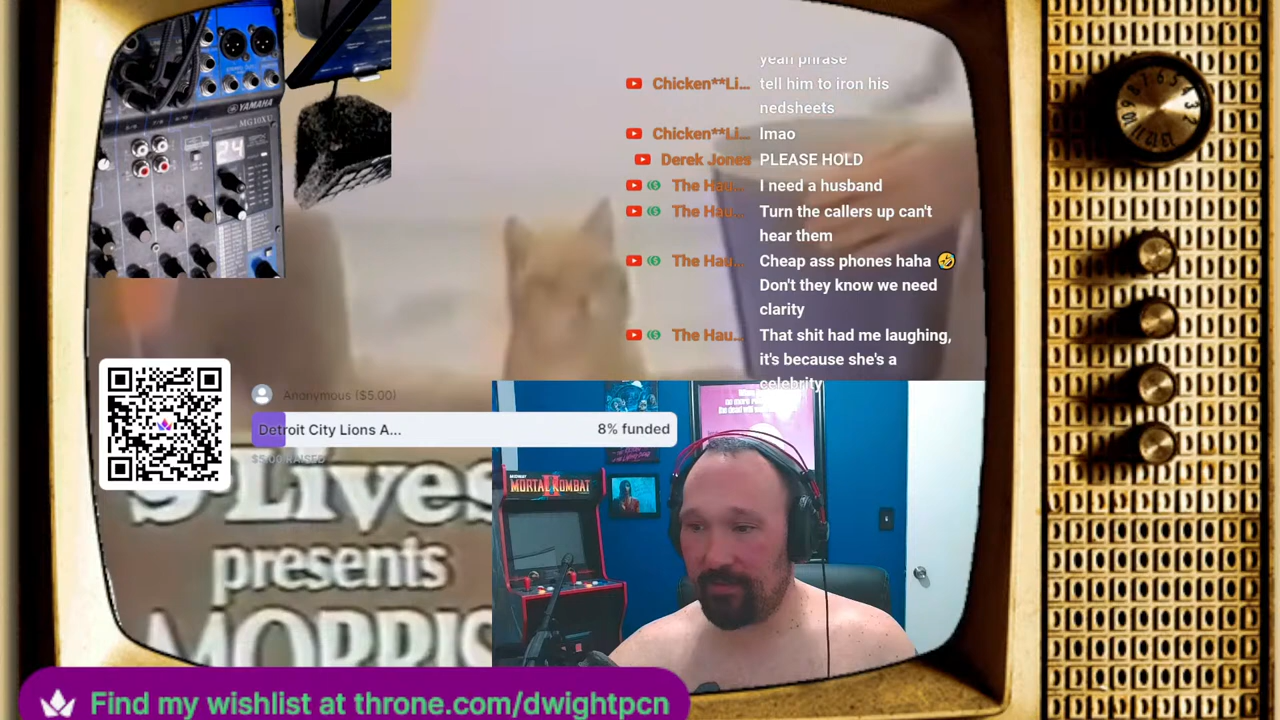 YAMAHA
MG10XU
24
yeah phrase
Chicken**Li... tell him to iron his
nedsheets
Chicken**Li... lmao
Derek Jones PLEASE HOLD
The Hau... I need a husband
The Hau... Turn the callers up can't
hear them
The Hau... Cheap ass phones haha 🤣
Don't they know we need
clarity
The Hau... That shit had me laughing,
it's because she's a
celebrity
Anonymous ($5.00)
Detroit City Lions A... 8% funded
$5.00 RAISED
9-Lives
presents
MORRIS
MORTAL KOMBAT
Find my wishlist at throne.com/dwightpcn